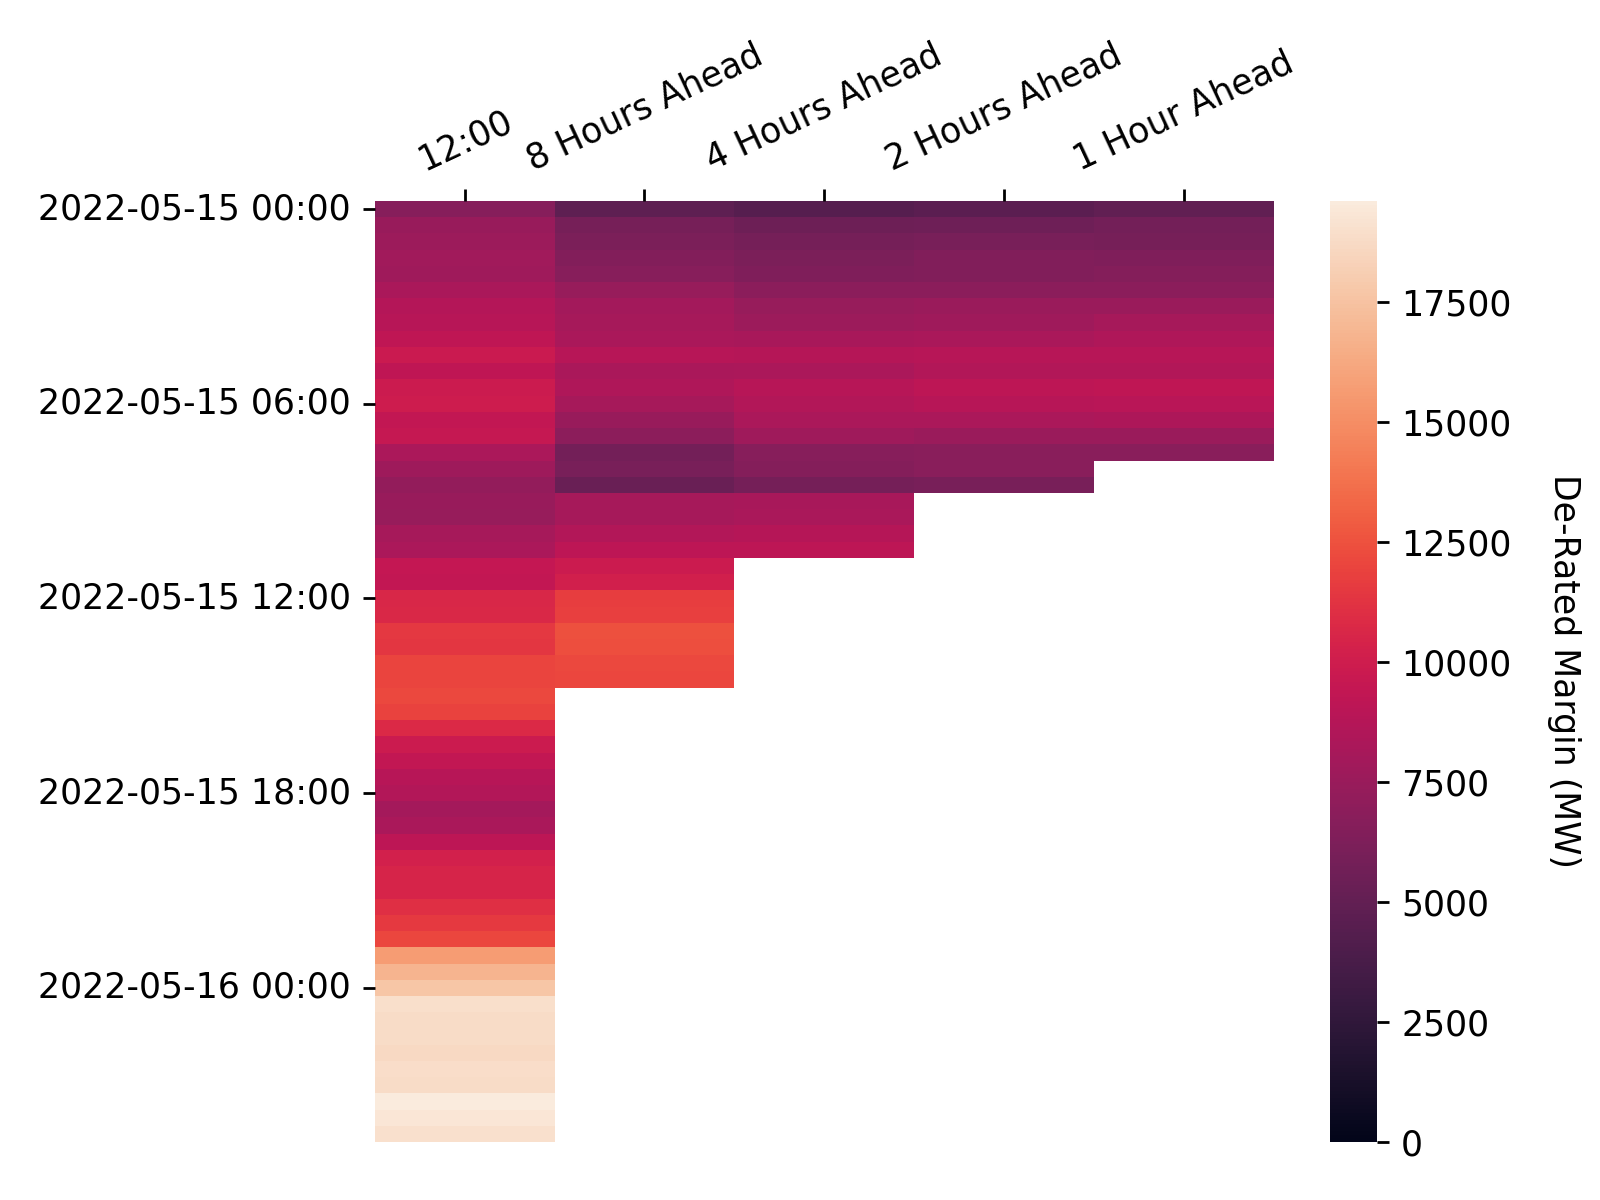 12:00
8 Hours Ahead
4 Hours Ahead
2 Hours Ahead
1 Hour Ahead
2022-05-15 00:00
2022-05-15 06:00
2022-05-15 12:00
2022-05-15 18:00
2022-05-16 00:00
17500
15000
12500
10000
7500
5000
2500
0
De-Rated Margin (MW)